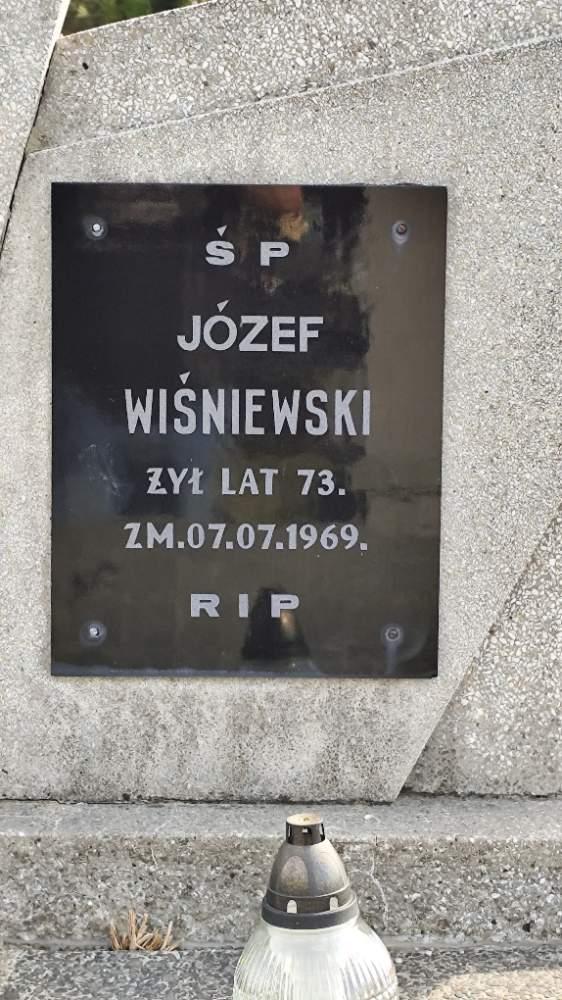 Ś P
JÓZEF
WIŚNIEWSKI
ŻYŁ LAT 73.
ZM.07.07.1969.
R I P